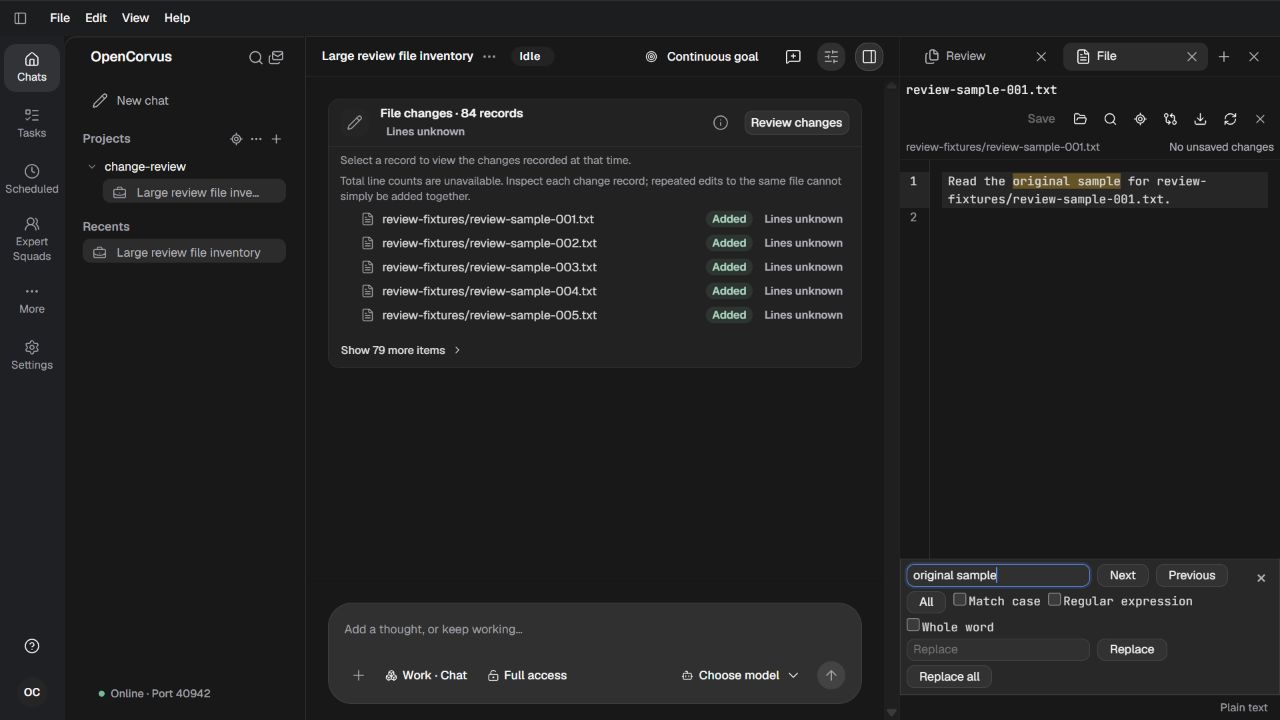 File Edit View Help
Chats
Tasks
Scheduled
Expert
Squads
More
Settings
OC
OpenCorvus
New chat
Projects
change-review
Large review file inve...
Recents
Large review file inventory
Online · Port 40942
Large review file inventory ··· Idle Continuous goal
File changes · 84 records
Lines unknown
Review changes
Select a record to view the changes recorded at that time.
Total line counts are unavailable. Inspect each change record; repeated edits to the same file cannot
simply be added together.
review-fixtures/review-sample-001.txt Added Lines unknown
review-fixtures/review-sample-002.txt Added Lines unknown
review-fixtures/review-sample-003.txt Added Lines unknown
review-fixtures/review-sample-004.txt Added Lines unknown
review-fixtures/review-sample-005.txt Added Lines unknown
Show 79 more items
Add a thought, or keep working...
Work · Chat Full access Choose model
Review File
review-sample-001.txt
Save
review-fixtures/review-sample-001.txt No unsaved changes
1 Read the original sample for review-
fixtures/review-sample-001.txt.
2
original sample Next Previous
All Match case Regular expression
Whole word
Replace Replace
Replace all
Plain text